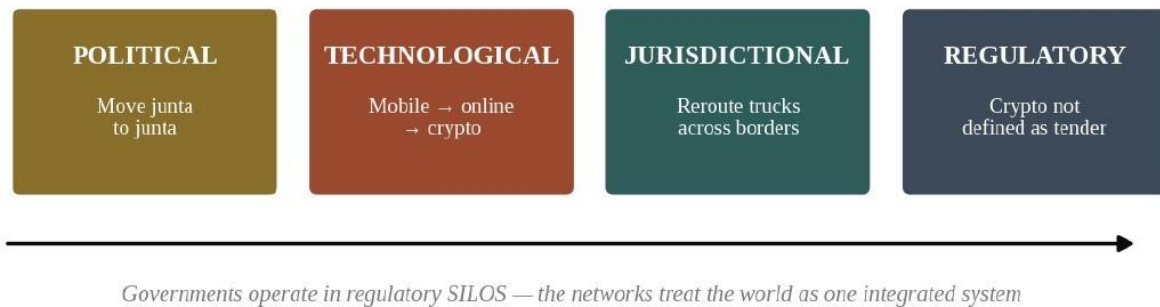 POLITICAL
Move junta
to junta
TECHNOLOGICAL
Mobile → online
→ crypto
JURISDICTIONAL
Reroute trucks
across borders
REGULATORY
Crypto not
defined as tender
Governments operate in regulatory SILOS — the networks treat the world as one integrated system